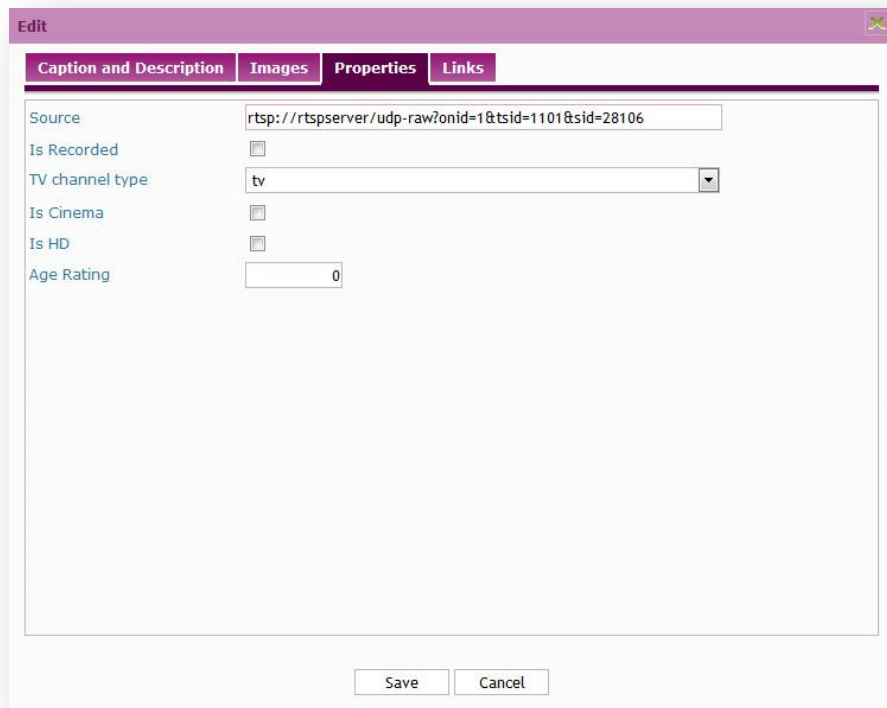 Edit
Caption and Description Images Properties Links
Source rtsp://rtspserver/udp-raw?onid=1&tsid=1101&sid=28106
Is Recorded
TV channel type tv
Is Cinema
Is HD
Age Rating 0
Save Cancel